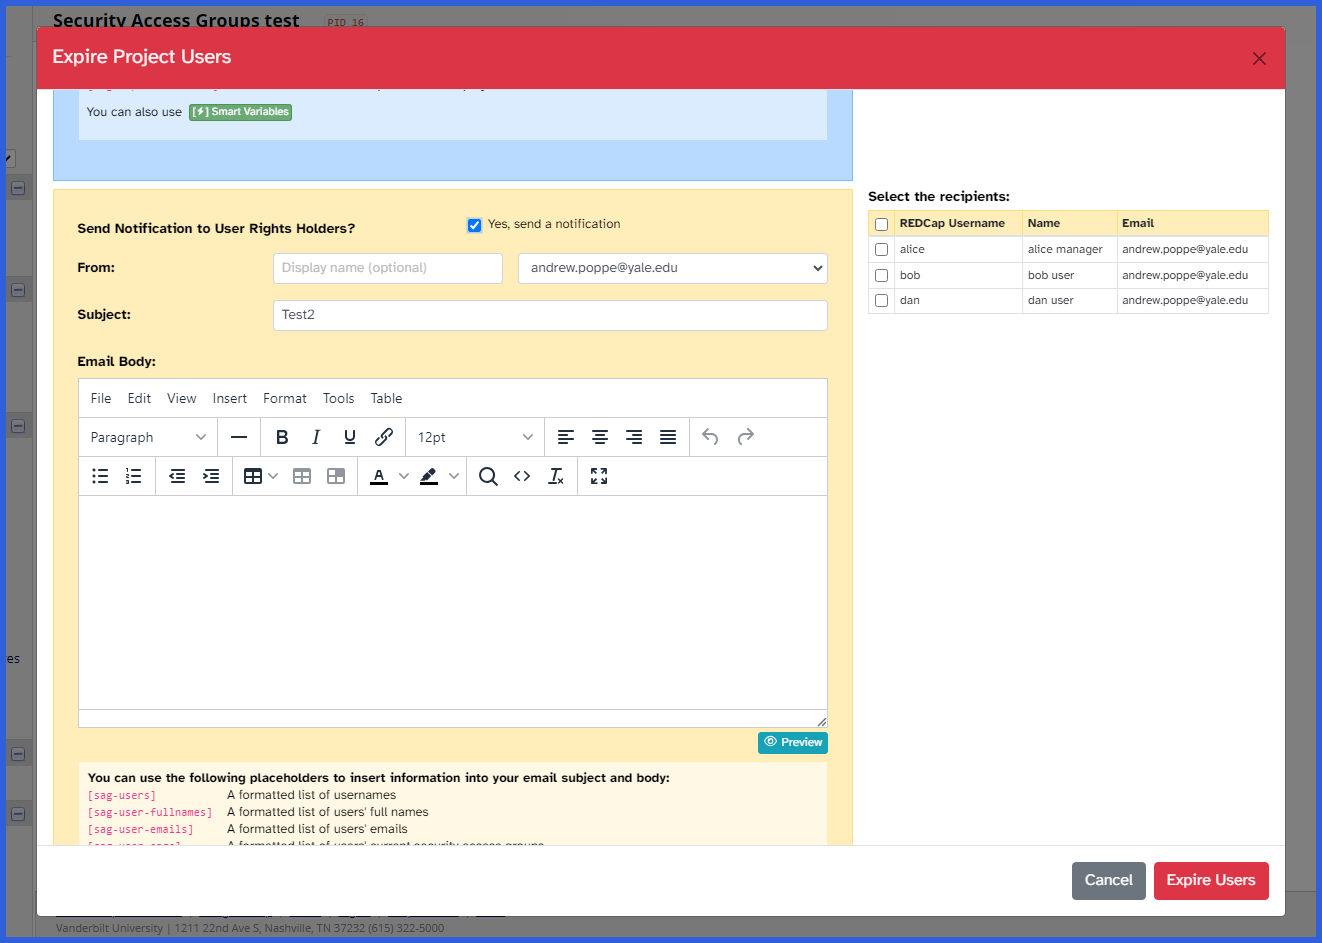 Security Access Groups test PID 16
Expire Project Users
You can also use [⚡] Smart Variables
Send Notification to User Rights Holders? Yes, send a notification
From: Display name (optional) andrew.poppe@yale.edu
Subject: Test2
Email Body:
File Edit View Insert Format Tools Table
Paragraph B I U 12pt
A
Preview
You can use the following placeholders to insert information into your email subject and body:
[sag-users] A formatted list of usernames
[sag-user-fullnames] A formatted list of users' full names
[sag-user-emails] A formatted list of users' emails
A formatted list of users' current security access groups
Select the recipients:
REDCap Username Name Email
alice alice manager andrew.poppe@yale.edu
bob bob user andrew.poppe@yale.edu
dan dan user andrew.poppe@yale.edu
Cancel Expire Users
es
Vanderbilt University | 1211 22nd Ave S, Nashville, TN 37232 (615) 322-5000